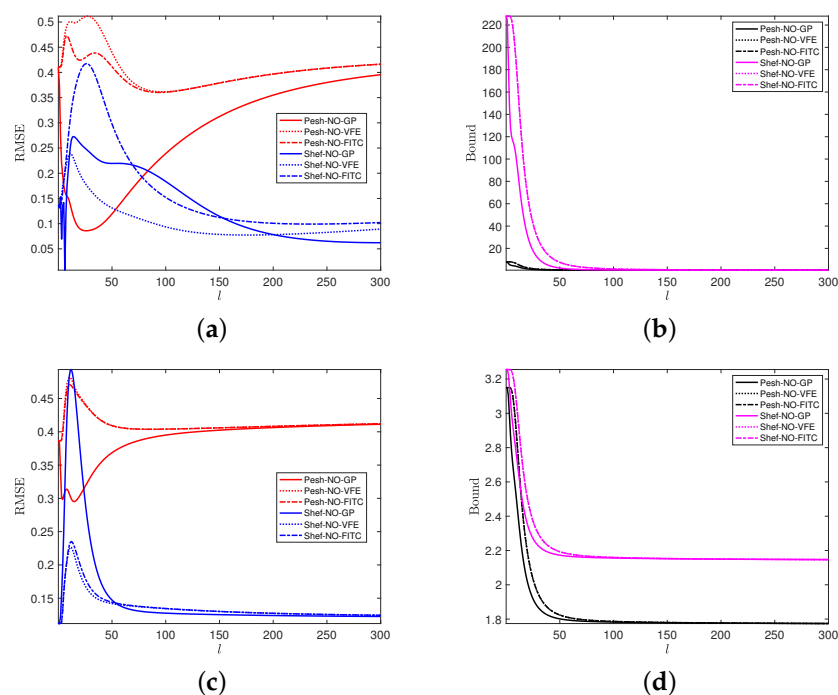 0.5
0.45
0.4
0.35
0.3
0.25
0.2
0.15
0.1
0.05
RMSE
Pesh-NO-GP
Pesh-NO-VFE
Pesh-NO-FITC
Shef-NO-GP
Shef-NO-VFE
Shef-NO-FITC
50 100 150 200 250 300
l
(a)
220
200
180
160
140
120
100
80
60
40
20
Bound
Pesh-NO-GP
Pesh-NO-VFE
Pesh-NO-FITC
Shef-NO-GP
Shef-NO-VFE
Shef-NO-FITC
50 100 150 200 250 300
l
(b)
0.45
0.4
0.35
0.3
0.25
0.2
0.15
RMSE
Pesh-NO-GP
Pesh-NO-VFE
Pesh-NO-FITC
Shef-NO-GP
Shef-NO-VFE
Shef-NO-FITC
50 100 150 200 250 300
l
(c)
3.2
3
2.8
2.6
2.4
2.2
2
1.8
Bound
Pesh-NO-GP
Pesh-NO-VFE
Pesh-NO-FITC
Shef-NO-GP
Shef-NO-VFE
Shef-NO-FITC
50 100 150 200 250 300
l
(d)